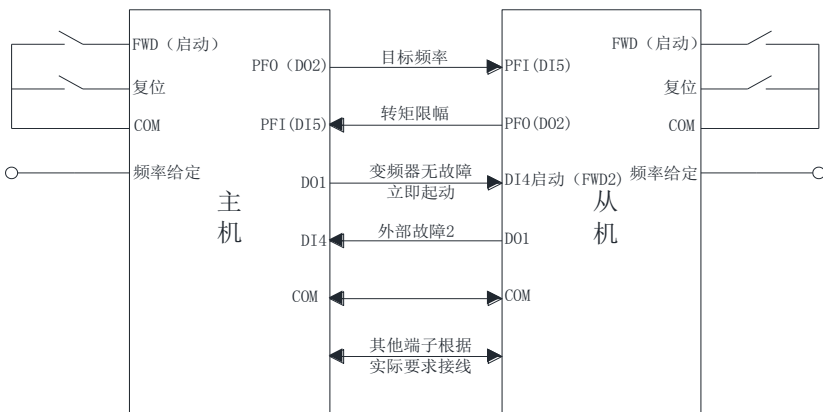 FWD（启动）
复位
COM
频率给定
主
机
PFO（DO2）
PFI(DI5)
DO1
DI4
COM
目标频率
转矩限幅
变频器无故障
立即起动
外部故障2
其他端子根据
实际要求接线
PFI(DI5)
PFO(DO2)
DI4启动（FWD2）
DO1
COM
从
机
FWD（启动）
复位
COM
频率给定